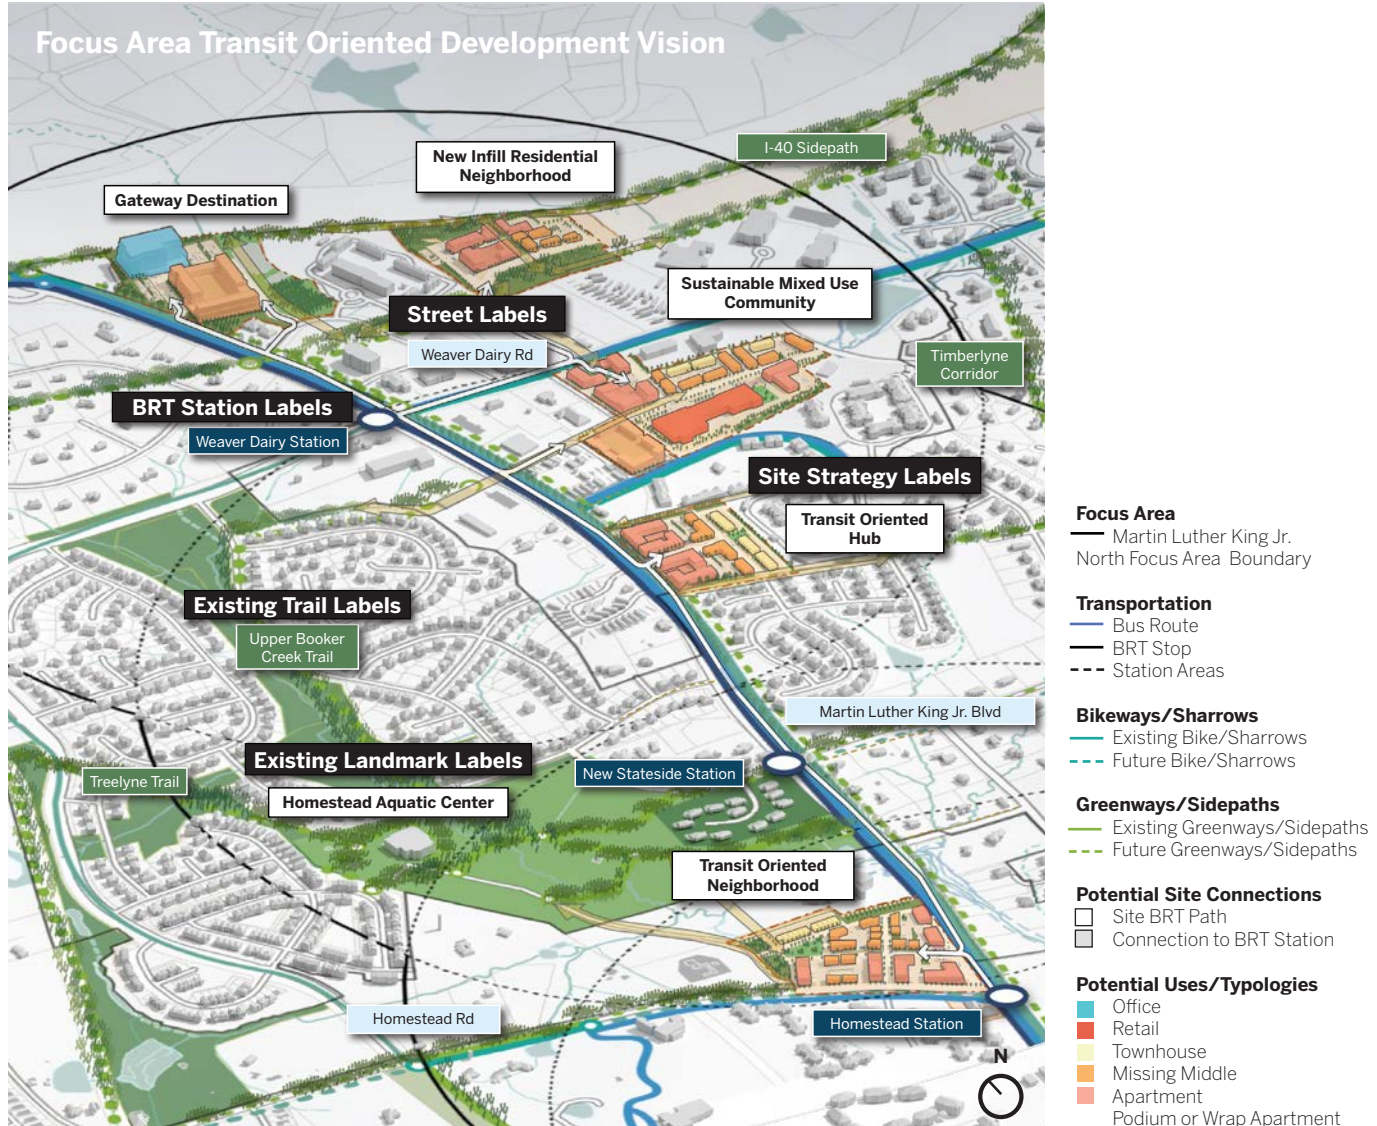 Focus Area Transit Oriented Development Vision
I-40 Sidepath
New Infill Residential
Neighborhood
Gateway Destination
Sustainable Mixed Use
Community
Street Labels
Weaver Dairy Rd
Timberlyne
Corridor
BRT Station Labels
Weaver Dairy Station
Site Strategy Labels
Transit Oriented
Hub
Existing Trail Labels
Upper Booker
Creek Trail
Martin Luther King Jr. Blvd
Existing Landmark Labels
New Stateside Station
Treelyne Trail
Homestead Aquatic Center
Transit Oriented
Neighborhood
Homestead Rd
Homestead Station
N
Focus Area
Martin Luther King Jr.
North Focus Area Boundary
Transportation
Bus Route
BRT Stop
Station Areas
Bikeways/Sharrows
Existing Bike/Sharrows
Future Bike/Sharrows
Greenways/Sidepaths
Existing Greenways/Sidepaths
Future Greenways/Sidepaths
Potential Site Connections
Site BRT Path
Connection to BRT Station
Potential Uses/Typologies
Office
Retail
Townhouse
Missing Middle
Apartment
Podium or Wrap Apartment